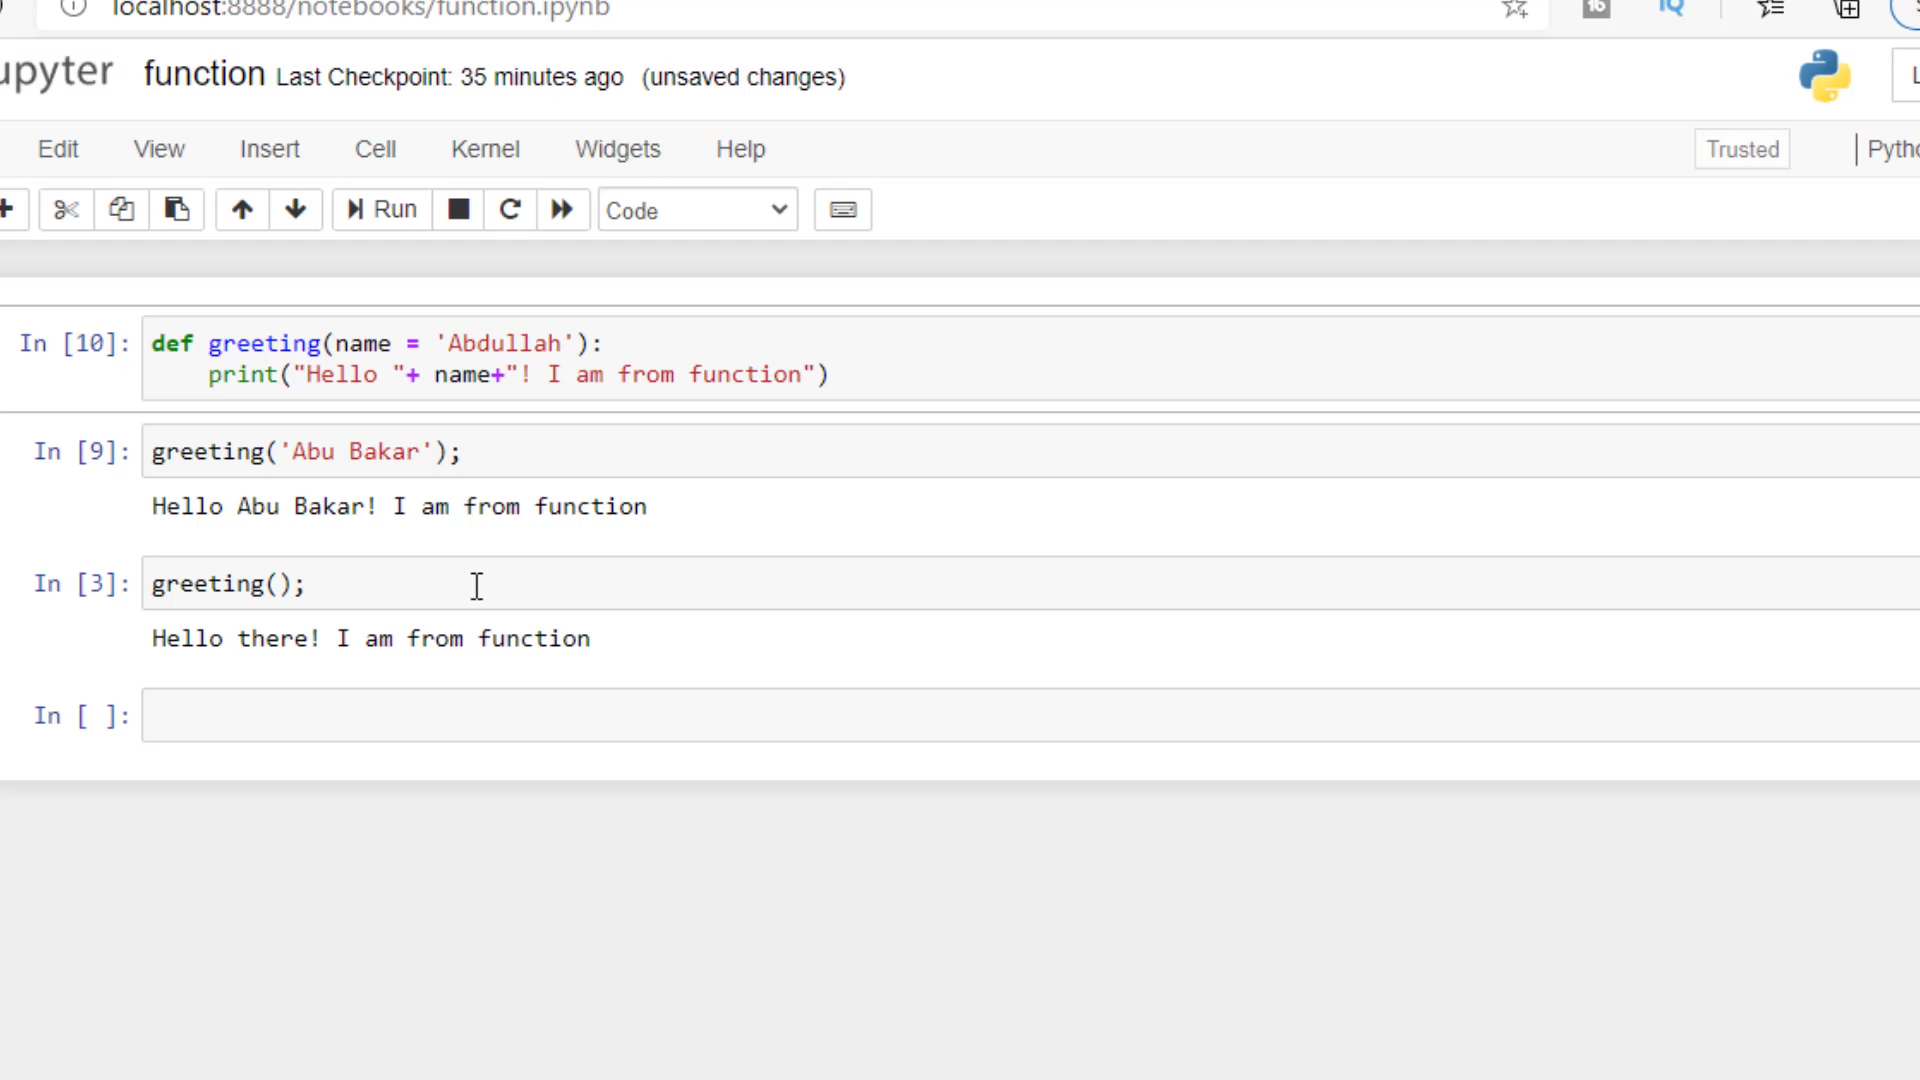 localhost:8888/notebooks/function.ipynb
upyter function Last Checkpoint: 35 minutes ago (unsaved changes)
Edit View Insert Cell Kernel Widgets Help Trusted Pytho
Run Code
In [10]: def greeting(name = 'Abdullah'):
print("Hello "+ name+"! I am from function")
In [9]: greeting('Abu Bakar');
Hello Abu Bakar! I am from function
In [3]: greeting();
Hello there! I am from function
In [ ]: